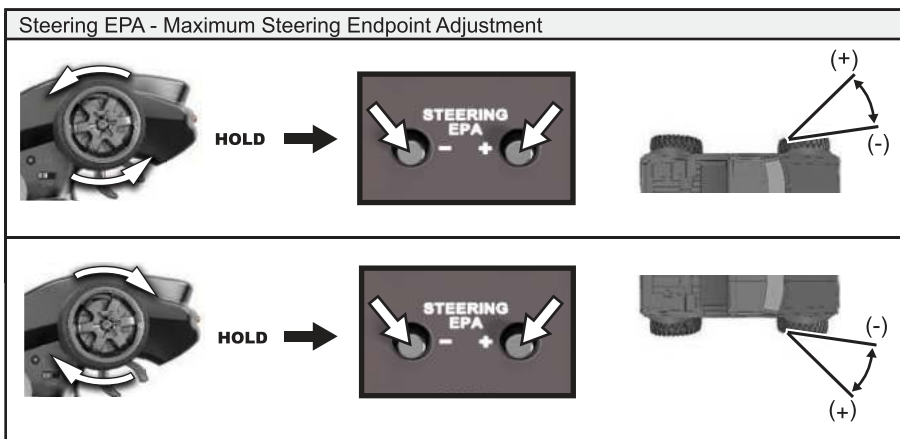 Steering EPA - Maximum Steering Endpoint Adjustment
HOLD
STEERING
EPA
- +
(+)
(-)
HOLD
STEERING
EPA
- +
(-)
(+)